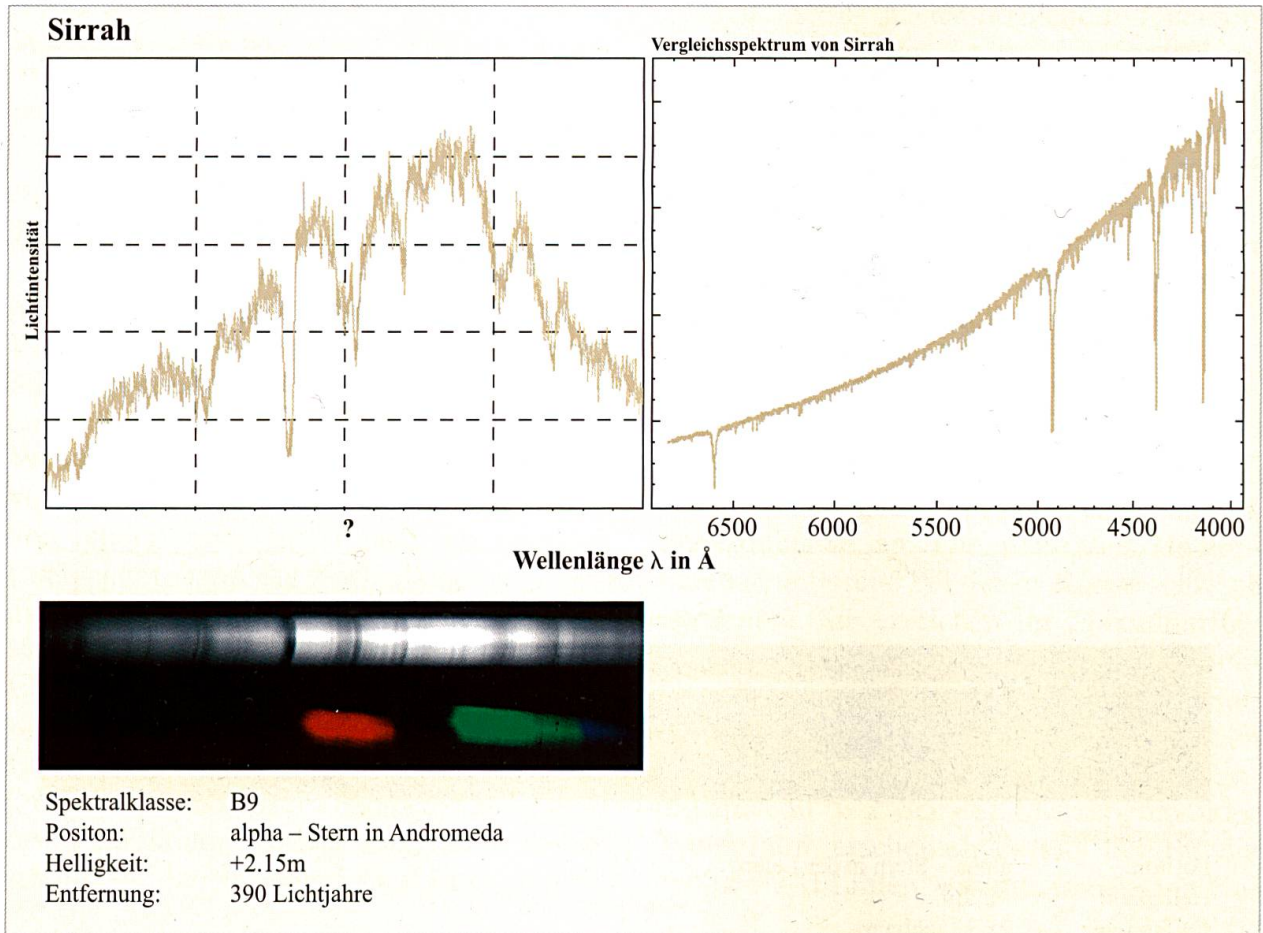 Sirrah
Vergleichsspektrum von Sirrah
Lichtintensität
?
6500 6000 5500 5000 4500 4000
Wellenlänge λ in Å
Spektralklasse: B9
Positon: alpha – Stern in Andromeda
Helligkeit: +2.15m
Entfernung: 390 Lichtjahre